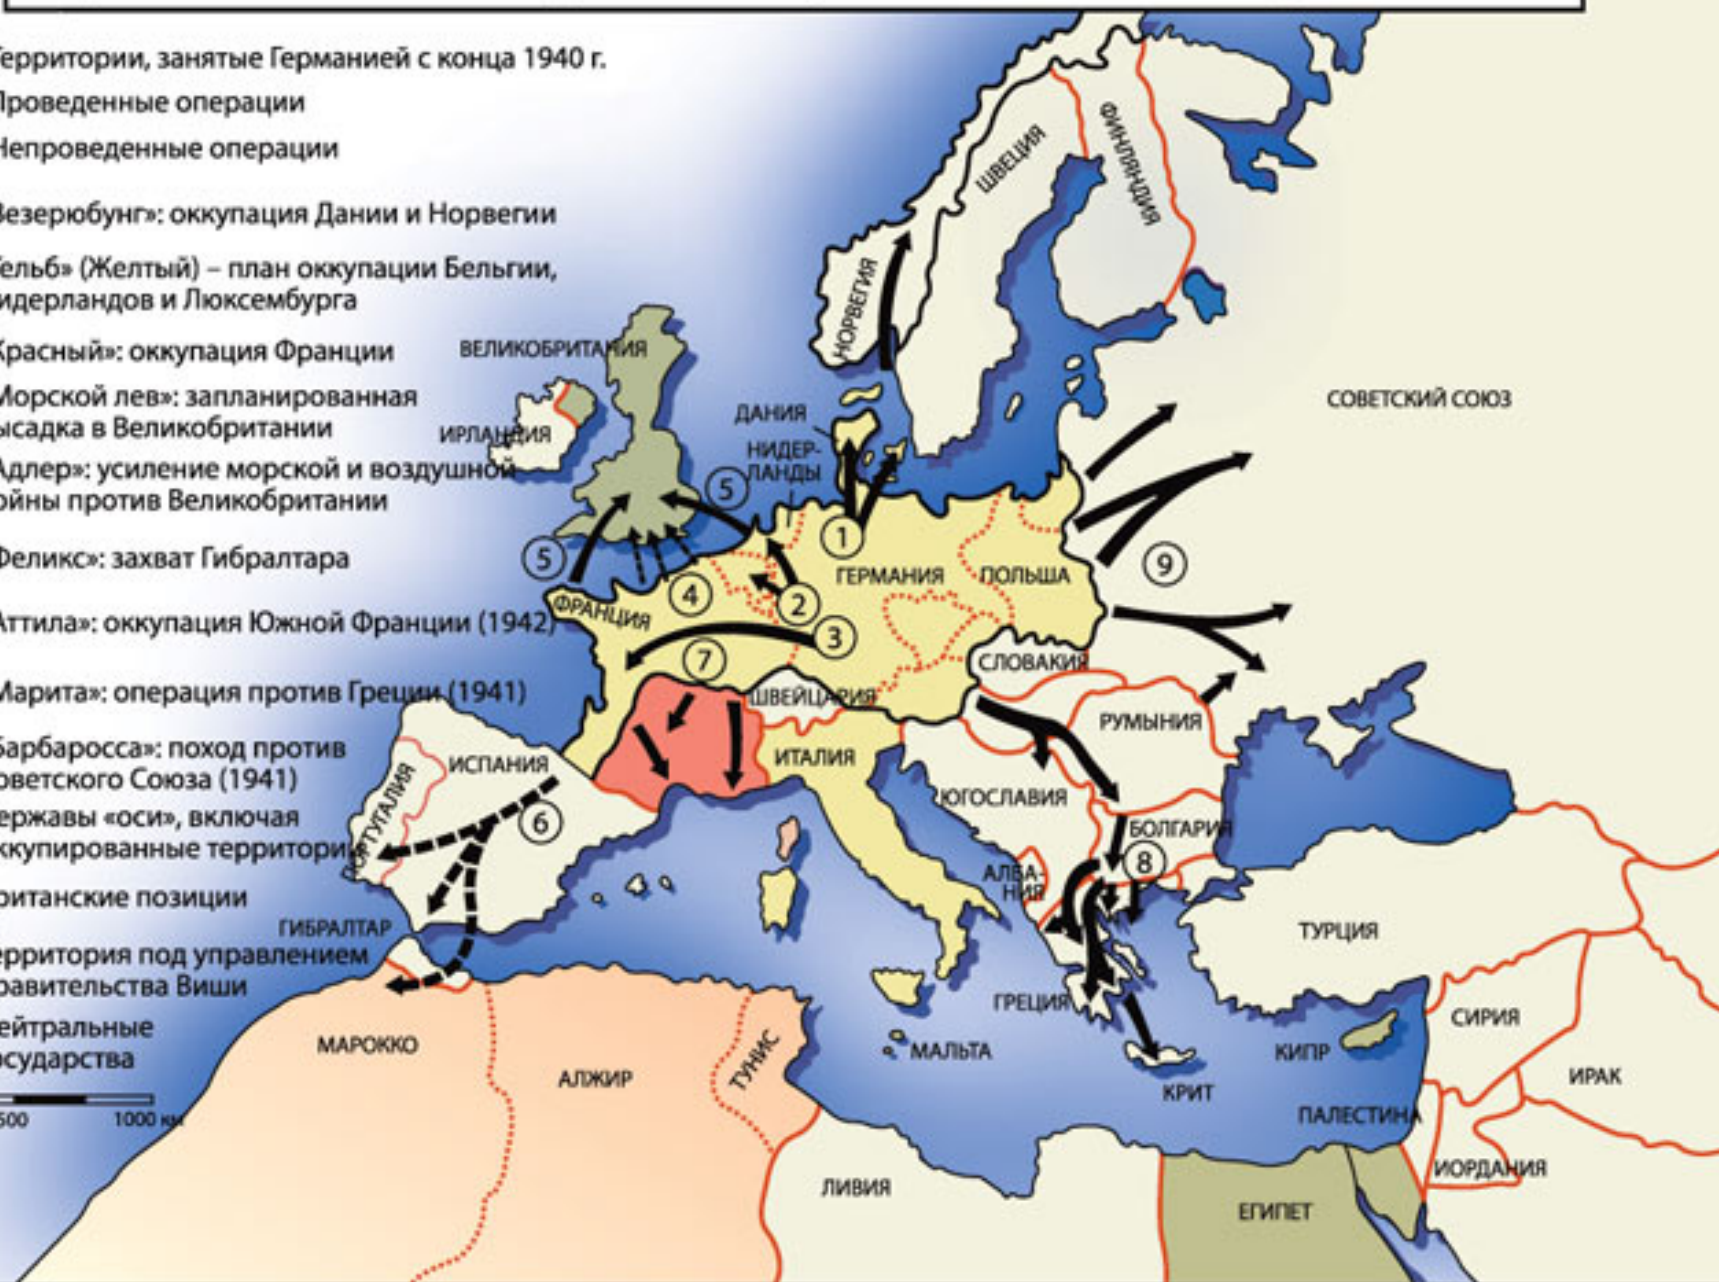 ерритории, занятые Германией с конца 1940 г.
Проведенные операции
Непроведенные операции
Везерюбунг»: оккупация Дании и Норвегии
ельб» (Желтый) – план оккупации Бельгии,
идерландов и Люксембурга
Красный»: оккупация Франции
Морской лев»: запланированная
ысадка в Великобритании
Адлер»: усиление морской и воздушной
ойны против Великобритании
Феликс»: захват Гибралтара
Аттила»: оккупация Южной Франции (1942)
Марита»: операция против Греции (1941)
Барбаросса»: поход против
оветского Союза (1941)
ержавы «оси», включая
ккупированные территори
ританские позиции
ерритория под управлением
равительства Виши
ейтральные
осударства
500
1000 км
ШВЕЦИЯ
ФИНЛЯНДИЯ
НОРВЕГИЯ
ВЕЛИКОБРИТАНИЯ
ИРЛАНДИЯ
ДАНИЯ
НИДЕР-
ЛАНДЫ
СОВЕТСКИЙ СОЮЗ
5
5
1
9
ГЕРМАНИЯ
ПОЛЬША
4
2
ФРАНЦИЯ
3
7
СЛОВАКИЯ
ШВЕЙЦАРИЯ
РУМЫНИЯ
ИСПАНИЯ
ИТАЛИЯ
ПОРТУГАЛИЯ
ЮГОСЛАВИЯ
6
БОЛГАРИЯ
8
АЛБА-
НИЯ
ГИБРАЛТАР
ТУРЦИЯ
ГРЕЦИЯ
СИРИЯ
МАРОККО
АЛЖИР
ТУНИС
МАЛЬТА
КИПР
КРИТ
ИРАК
ПАЛЕСТИНА
ИОРДАНИЯ
ЛИВИЯ
ЕГИПЕТ